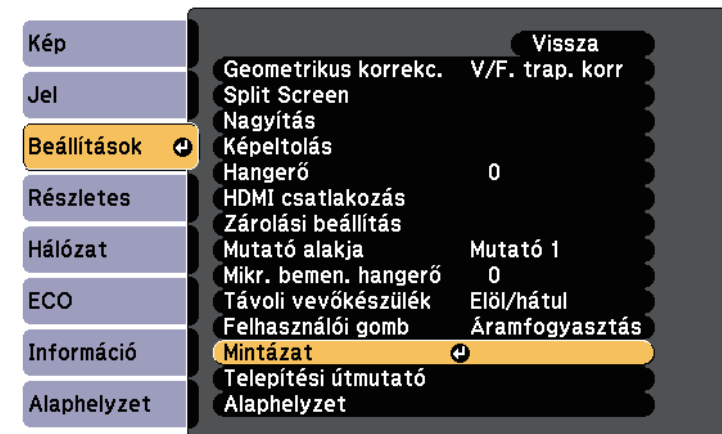 Kép
Jel
Beállítások
Részletes
Hálózat
ECO
Információ
Alaphelyzet
Vissza
Geometrikus korrekc. V/F. trap. korr
Split Screen
Nagyítás
Képeltolás
Hangerő 0
HDMI csatlakozás
Zárolási beállítás
Mutató alakja Mutató 1
Mikr. bemen. hangerő 0
Távoli vevőkészülék Elöl/hátul
Felhasználói gomb Áramfogyasztás
Mintázat
Telepítési útmutató
Alaphelyzet